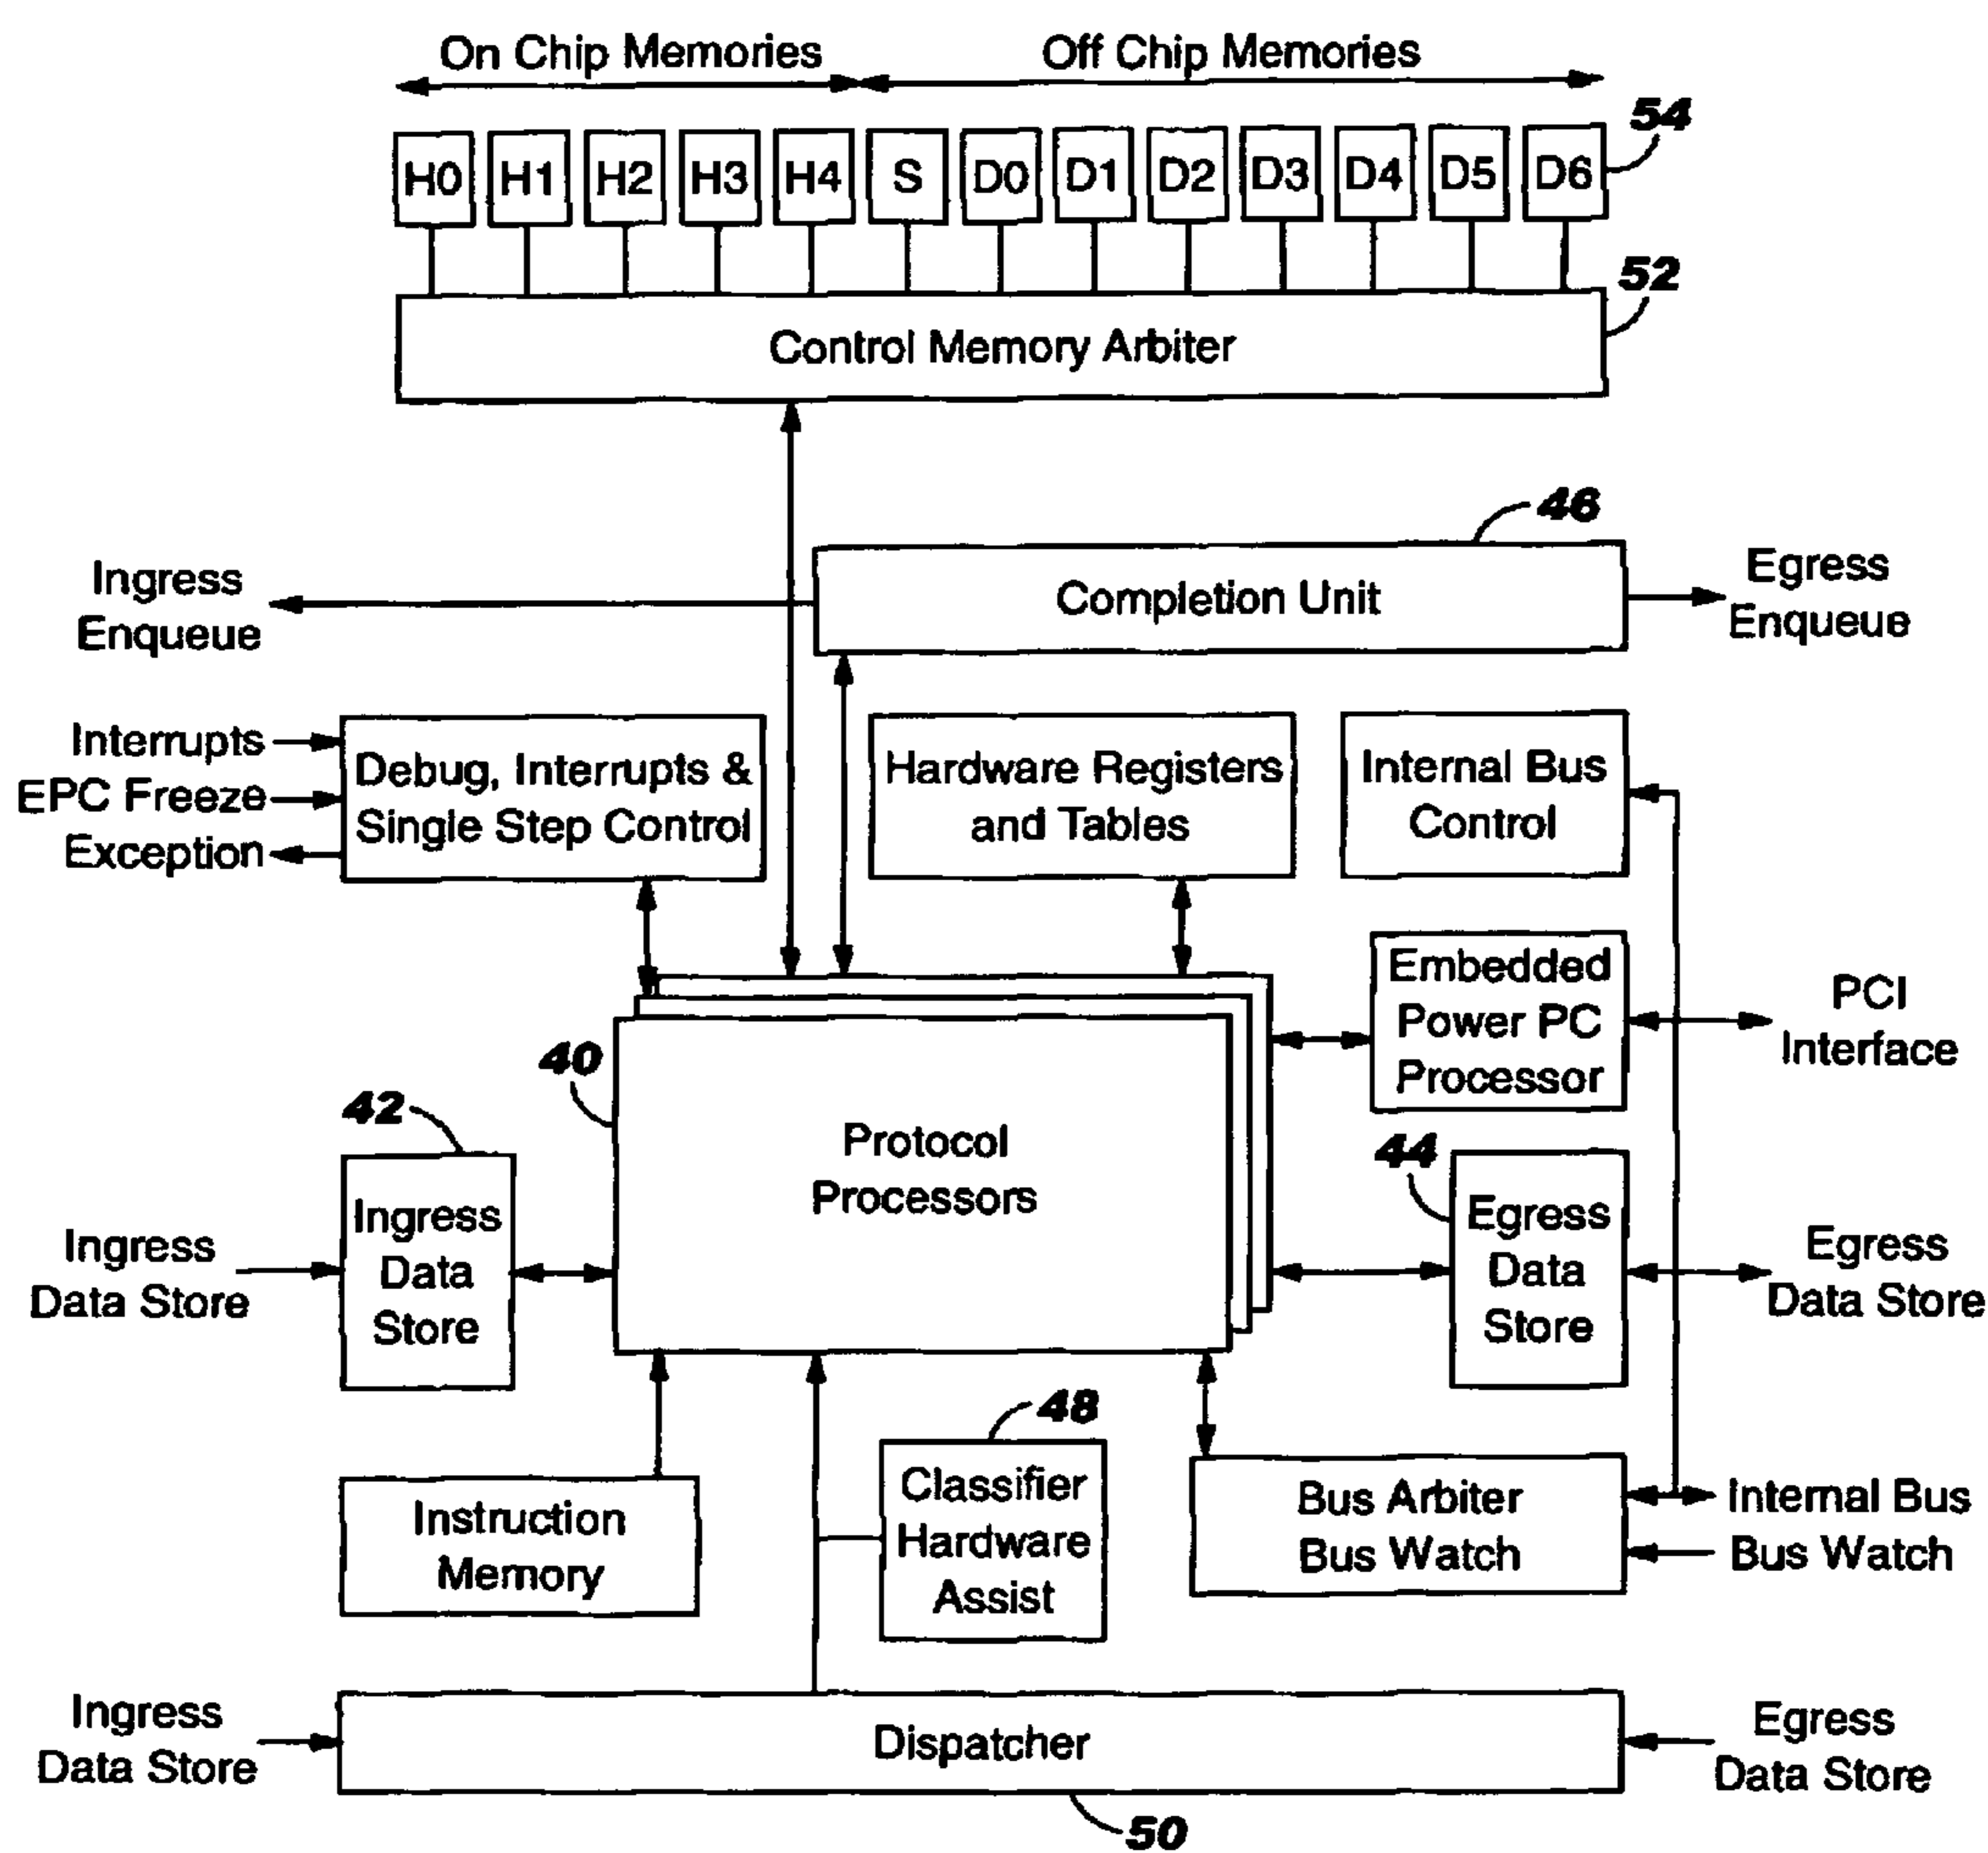 On Chip Memories
Off Chip Memories
54
H0
H1
H2
H3
H4
S
D0
D1
D2
D3
D4
D5
D6
52
Control Memory Arbiter
46
Ingress
Enqueue
Completion Unit
Egress
Enqueue
Interrupts
EPC Freeze
Exception
Debug, Interrupts &
Single Step Control
Hardware Registers
and Tables
Internal Bus
Control
Embedded
Power PC
Processor
PCI
Interface
40
42
44
Protocol
Processors
Ingress
Data Store
Ingress
Data
Store
Egress
Data
Store
Egress
Data Store
48
Instruction
Memory
Classifier
Hardware
Assist
Bus Arbiter
Bus Watch
Internal Bus
Bus Watch
Ingress
Data Store
Dispatcher
Egress
Data Store
50